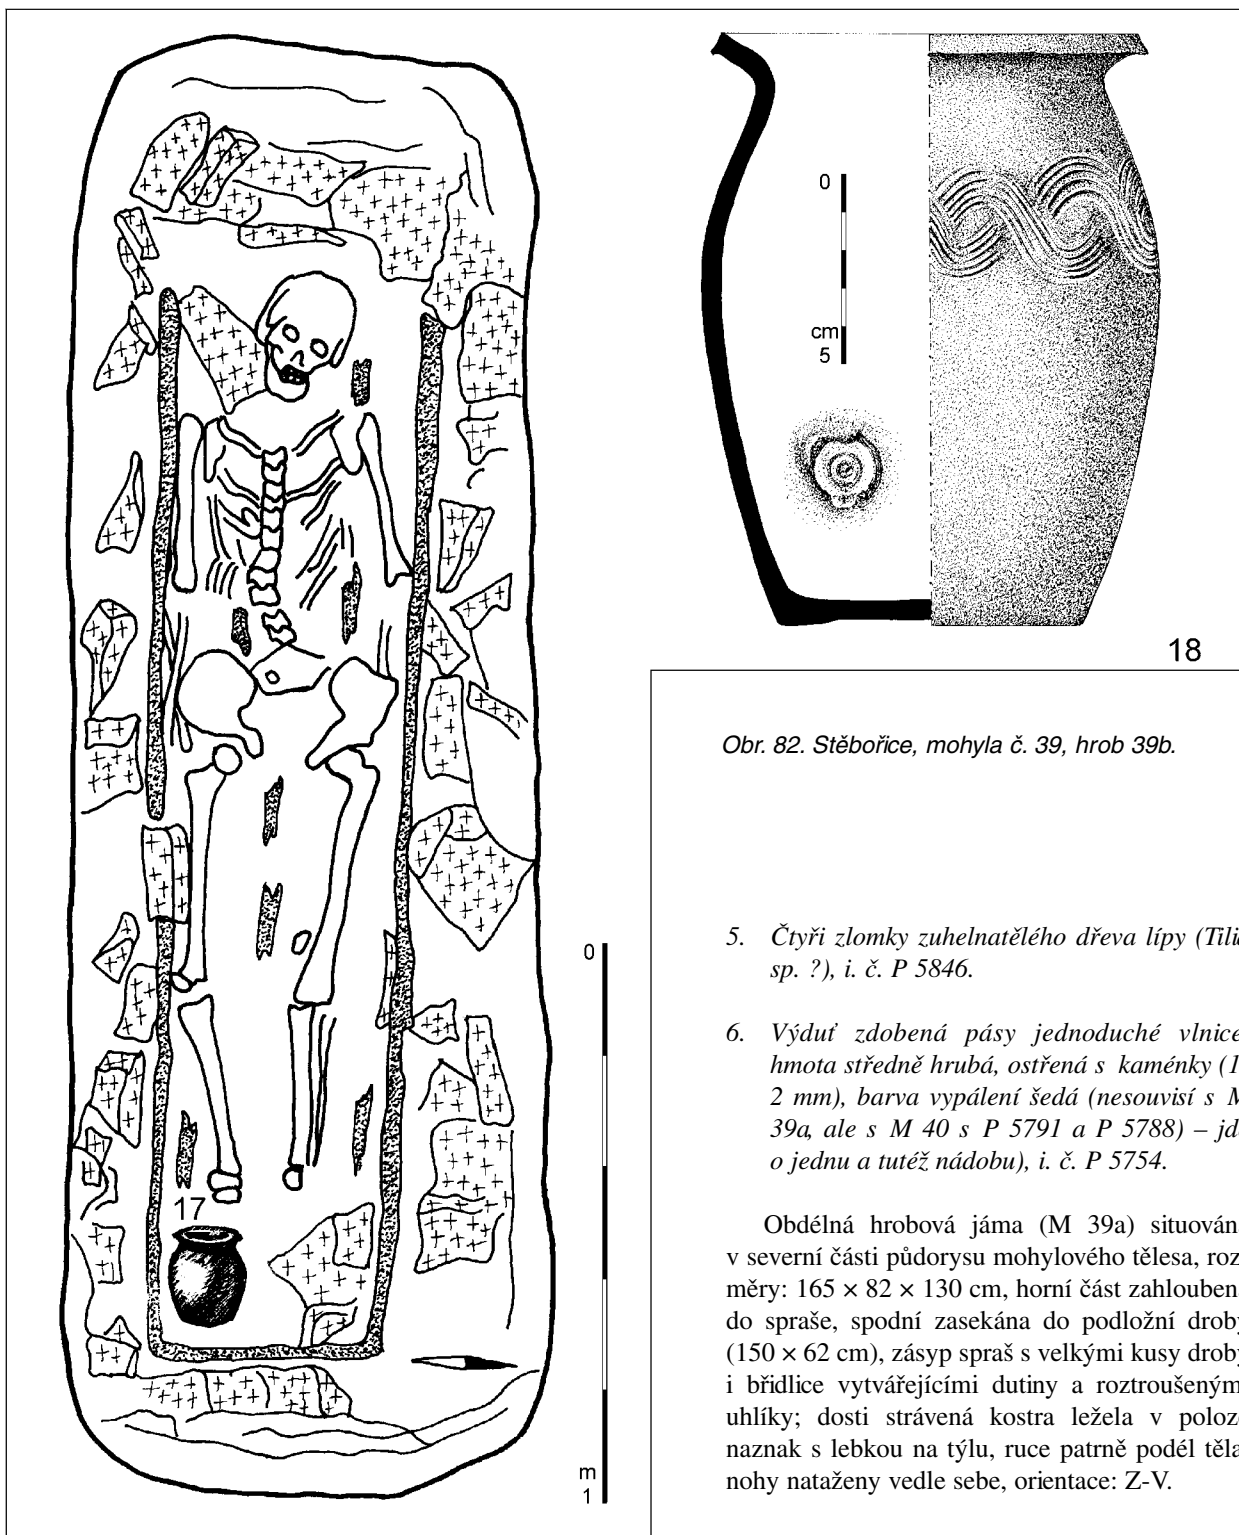 0
cm
5
18
17
0
m
1
Obr. 82. Stěbořice, mohyla č. 39, hrob 39b.
5. Čtyři zlomky zuhelnatělého dřeva lípy (Tilia
sp. ?), i. č. P 5846.
6. Výduť zdobená pásy jednoduché vlnice
hmota středně hrubá, ostřená s kaménky (1
2 mm), barva vypálení šedá (nesouvisí s M
39a, ale s M 40 s P 5791 a P 5788) – jd
o jednu a tutéž nádobu), i. č. P 5754.
Obdélná hrobová jáma (M 39a) situován
v severní části půdorysu mohylového tělesa, roz
měry: 165 × 82 × 130 cm, horní část zahlouben
do spraše, spodní zasekána do podložní droby
(150 × 62 cm), zásyp spraš s velkými kusy droby
i břidlice vytvářejícími dutiny a roztroušeným
uhlíky; dosti strávená kostra ležela v poloz
naznak s lebkou na týlu, ruce patrně podél těla
nohy nataženy vedle sebe, orientace: Z-V.